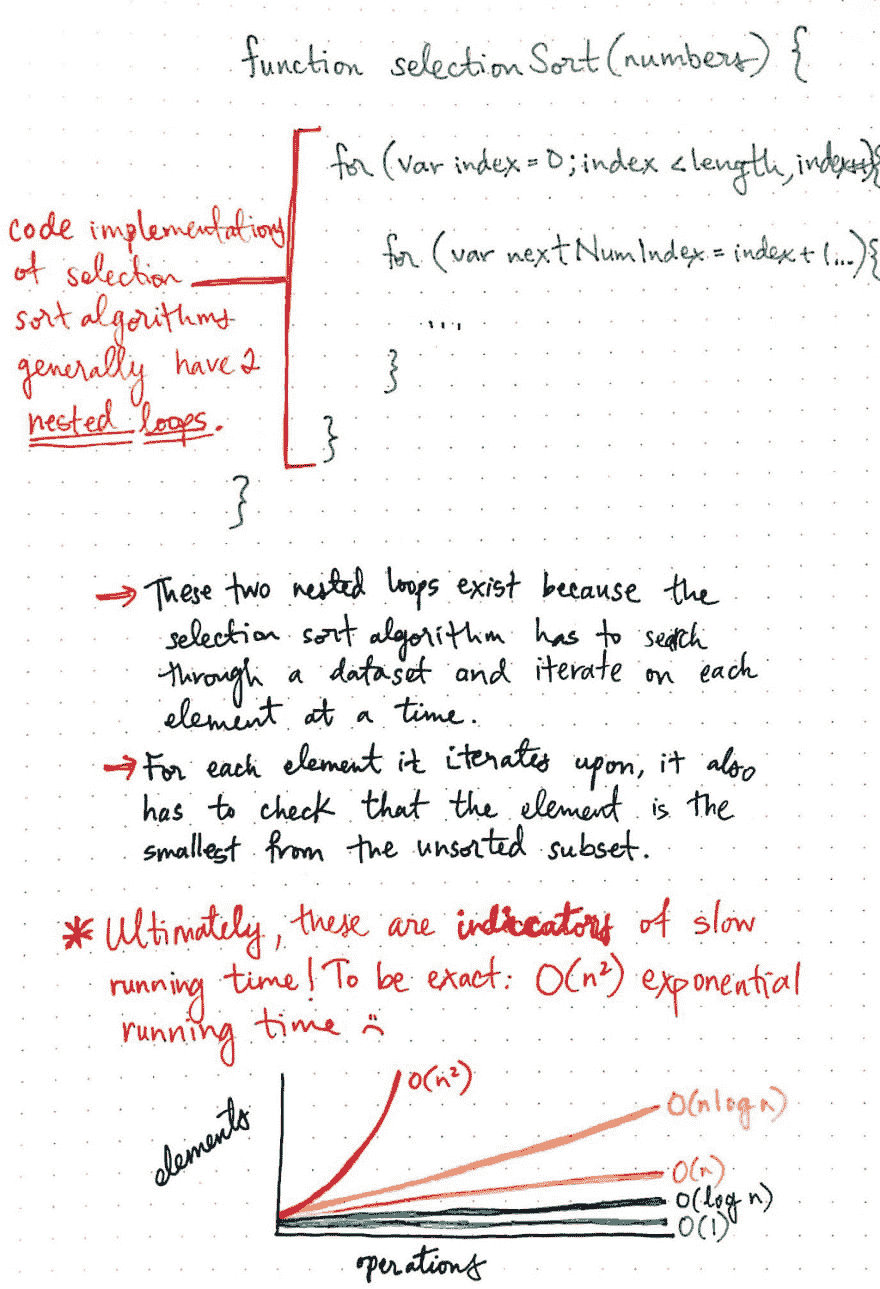 function selectionSort(numbers) {
for (var index = 0; index < length, index++){
for (var nextNumIndex = index + 1...){
....
}
}
}
code implementations
of selection
sort algorithms
generally have 2
nested loops.
→ These two nested loops exist because the
selection sort algorithm has to search
through a dataset and iterate on each
element at a time.
→ For each element it iterates upon, it also
has to check that the element is the
smallest from the unsorted subset.
* Ultimately, these are indiccators of slow
running time! To be exact: O(n²) exponential
running time :(
O(n²)
O(nlog n)
O(n)
O(log n)
O(1)
elements
operations